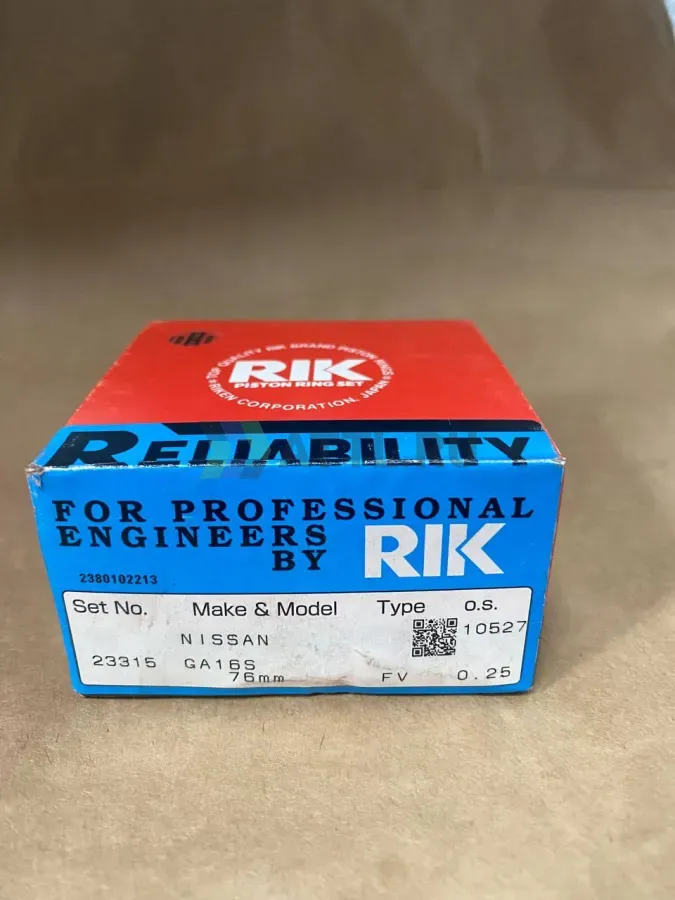 TOP QUALITY RIK BRAND PISTON RINGS
RIK
PISTON RING SET
RIKEN CORPORATION, JAPAN
RELIABILITY
FOR PROFESSIONAL
ENGINEERS
BY RIK
2380102213
Set No. Make & Model Type o.s.
NISSAN 10527
23315 GA16S
76mm FV 0.25